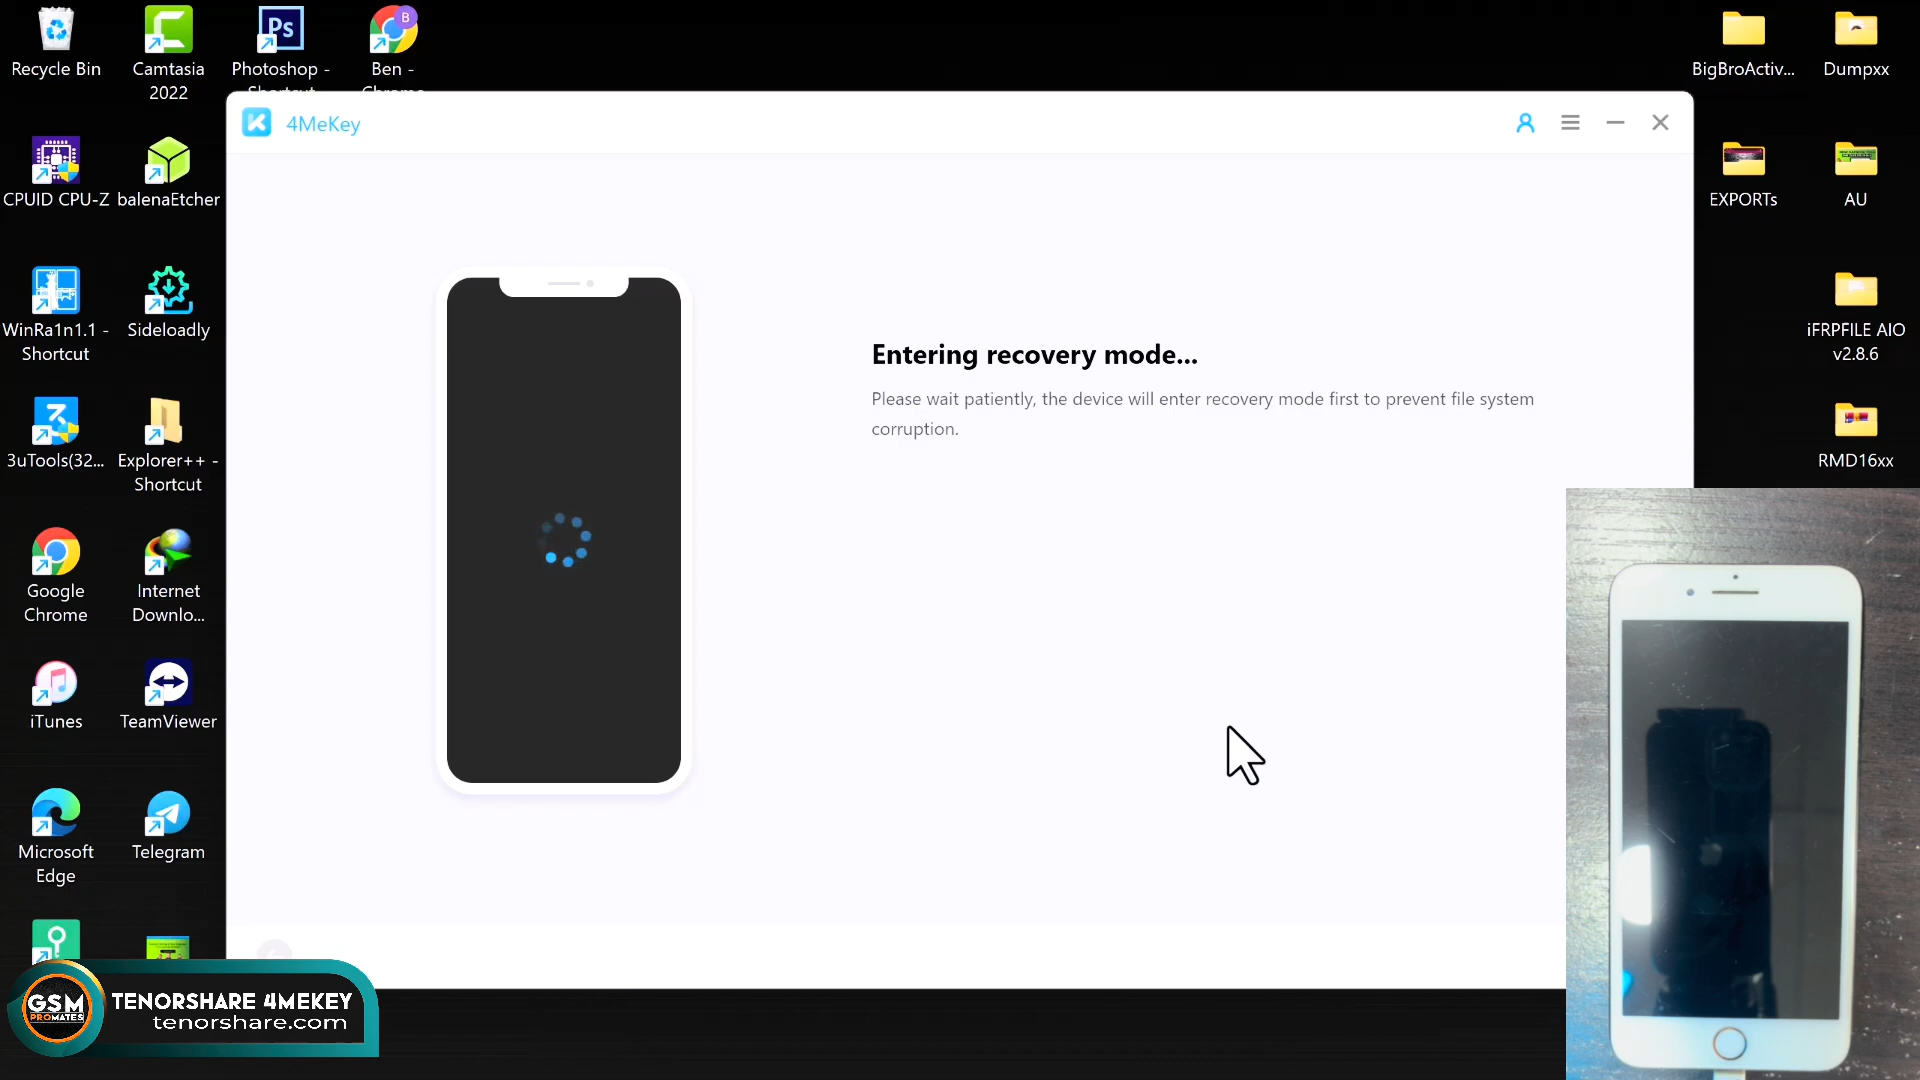 Recycle Bin
Camtasia
2022
Ps
Photoshop -
Shortcut
B
Ben -
Chrome
BigBroActiv...
Dumpxx
4MeKey
CPUID CPU-Z
balenaEtcher
EXPORTs
AU
WinRa1n1.1 -
Shortcut
Sideloadly
iFRPFILE AIO
v2.8.6
Entering recovery mode...
Please wait patiently, the device will enter recovery mode first to prevent file system
corruption.
3uTools(32...
Explorer++ -
Shortcut
RMD16xx
Google
Chrome
Internet
Downlo...
iTunes
TeamViewer
Microsoft
Edge
Telegram
GSM
PROMATES
TENORSHARE 4MEKEY
tenorshare.com